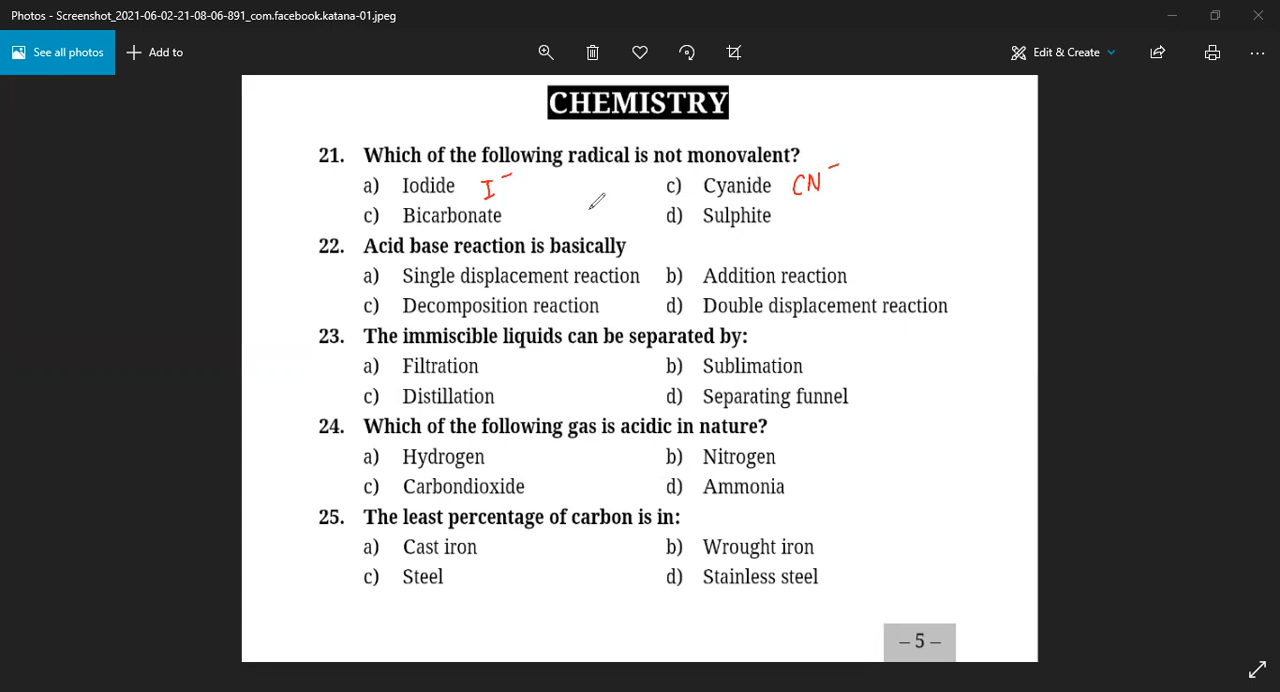 Photos - Screenshot_2021-06-02-21-08-06-891_com.facebook.katana-01.jpeg
See all photos Add to Edit & Create
CHEMISTRY
21. Which of the following radical is not monovalent?
a) Iodide I⁻ c) Cyanide CN⁻
c) Bicarbonate d) Sulphite
22. Acid base reaction is basically
a) Single displacement reaction b) Addition reaction
c) Decomposition reaction d) Double displacement reaction
23. The immiscible liquids can be separated by:
a) Filtration b) Sublimation
c) Distillation d) Separating funnel
24. Which of the following gas is acidic in nature?
a) Hydrogen b) Nitrogen
c) Carbondioxide d) Ammonia
25. The least percentage of carbon is in:
a) Cast iron b) Wrought iron
c) Steel d) Stainless steel
– 5 –